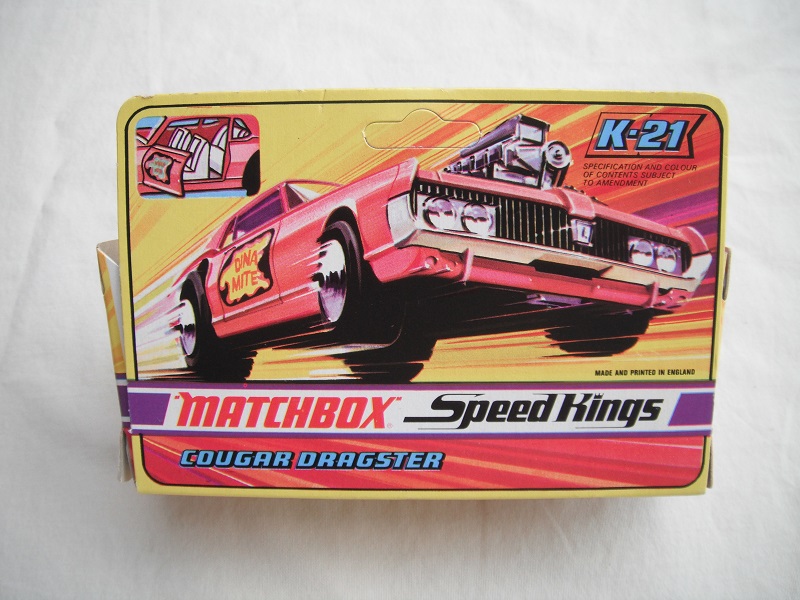 K-21
SPECIFICATION AND COLOUR
OF CONTENTS SUBJECT
TO AMENDMENT
DINA-
MITE
MADE AND PRINTED IN ENGLAND
"MATCHBOX" Speed Kings
COUGAR DRAGSTER